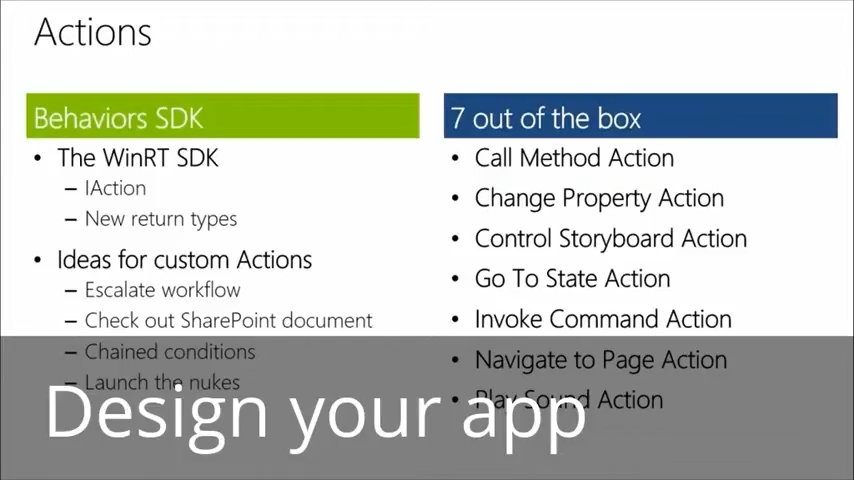 Actions
Behaviors SDK
• The WinRT SDK
– IAction
– New return types
• Ideas for custom Actions
– Escalate workflow
– Check out SharePoint document
– Chained conditions
– Launch the nukes
7 out of the box
• Call Method Action
• Change Property Action
• Control Storyboard Action
• Go To State Action
• Invoke Command Action
• Navigate to Page Action
• Play Sound Action
Design your app